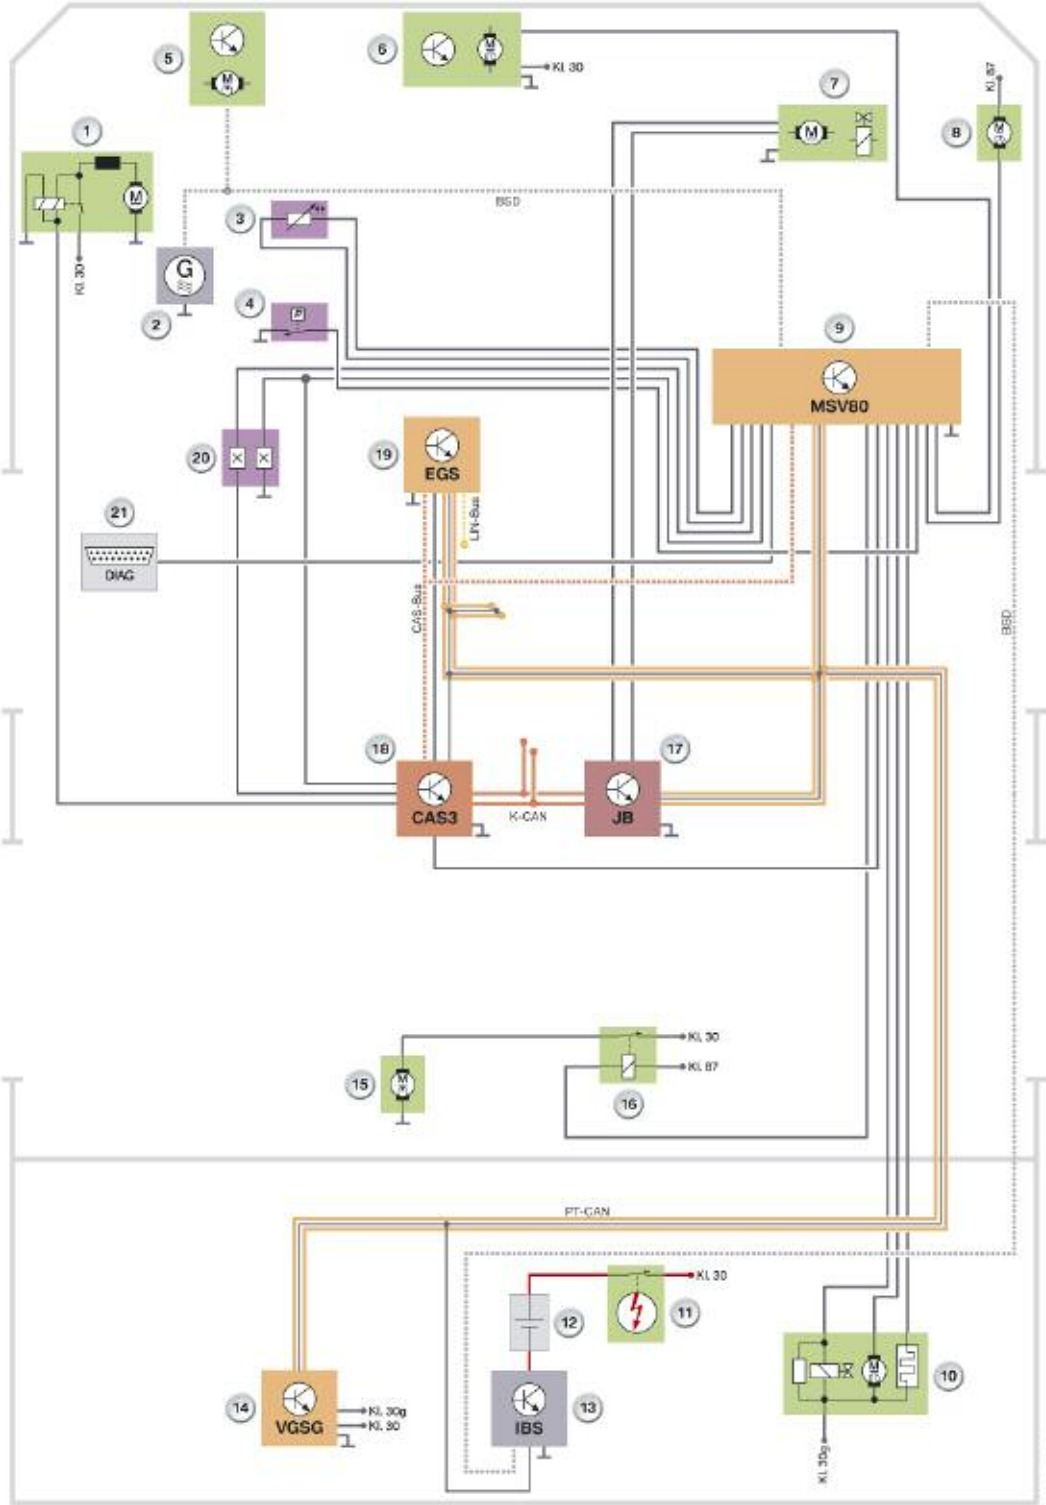 5
M
6
M
Kl. 30
7
M
Kl. 87
8
M
1
M
BSD
3
Kl. 30
G
2
4
P
9
MSV80
19
EGS
20
LIN-Bus
21
DIAG
CAS-Bus
BSD
18
17
CAS3
K-CAN
JB
Kl. 30
15
M
Kl. 87
16
PT-CAN
Kl. 30
11
12
M
10
14
VGSG
Kl. 30g
Kl. 30
13
IBS
Kl. 30g